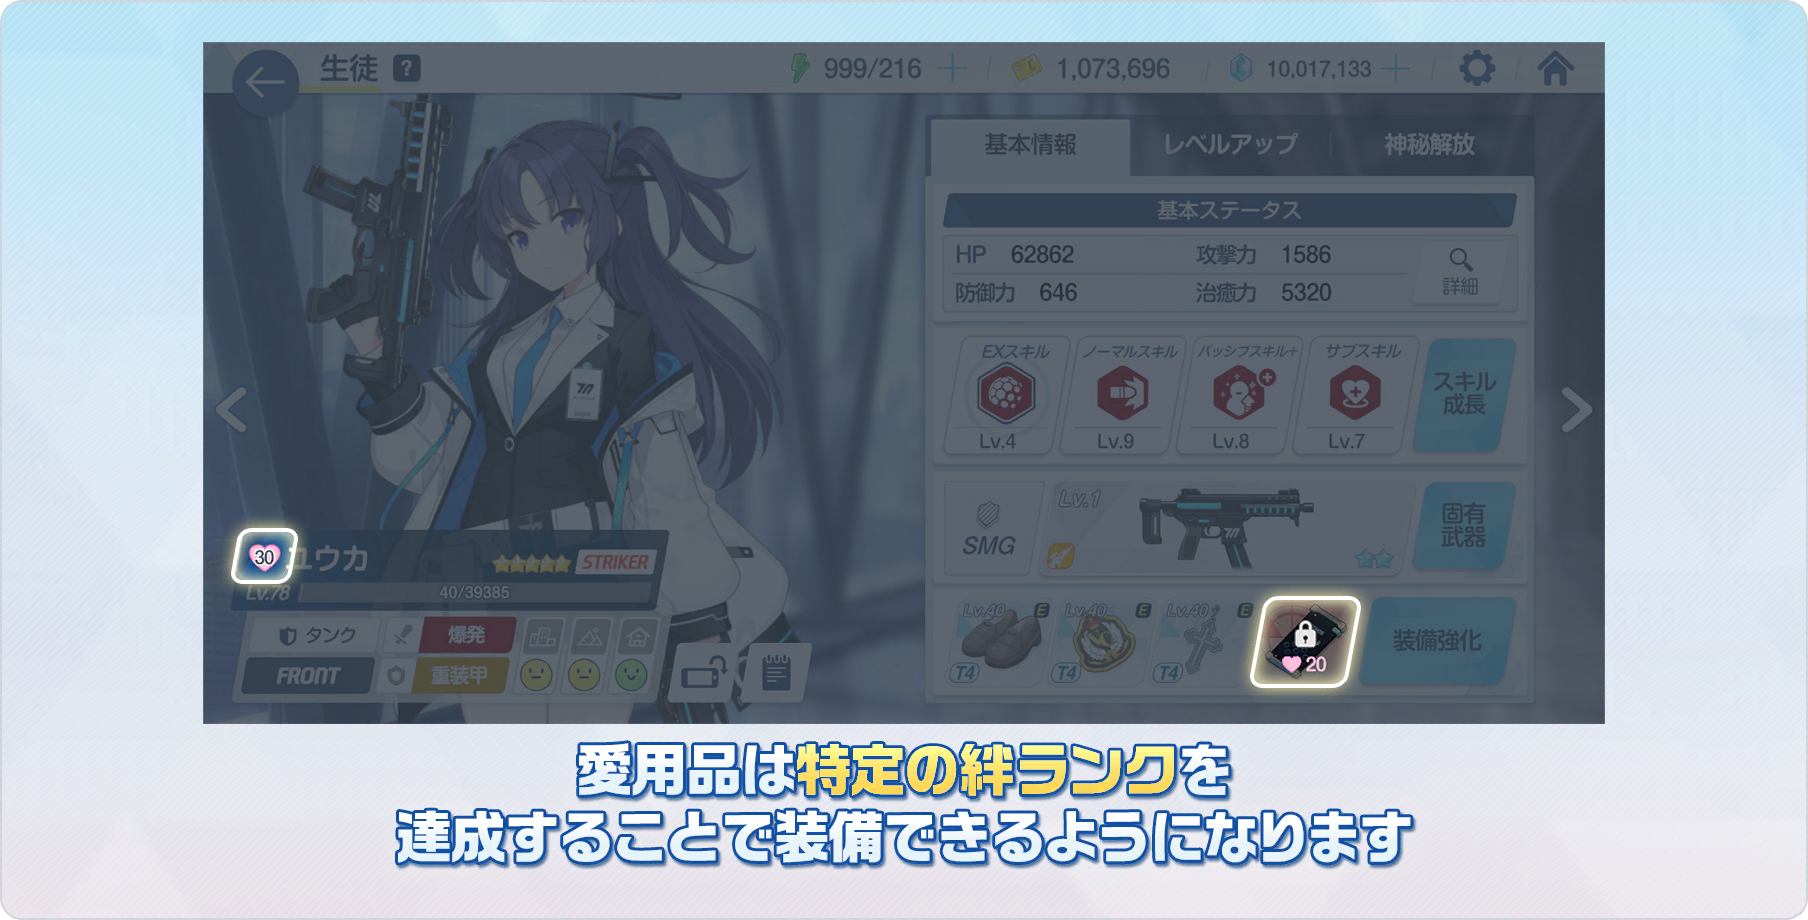 生徒 ?
999/216
1,073,696
10,017,133
基本情報 レベルアップ 神秘解放
基本ステータス
HP 62862 攻撃力 1586
防御力 646 治癒力 5320
詳細
EXスキル ノーマルスキル パッシブスキル+ サブスキル
Lv.4 Lv.9 Lv.8 Lv.7
スキル
成長
SMG
Lv.1
固有
武器
30 ユウカ
STRIKER
Lv.78 40/39385
タンク 爆発
FRONT 重装甲
Lv.40 E Lv.40 E Lv.40 E
T4 T4 T4
20
装備強化
愛用品は特定の絆ランクを
達成することで装備できるようになります